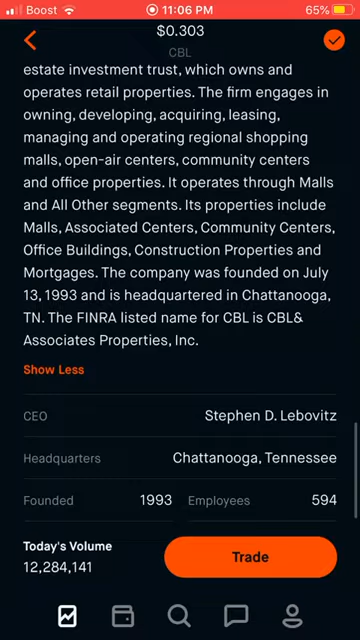 Boost
11:06 PM
65%
$0.303
CBL
estate investment trust, which owns and
operates retail properties. The firm engages in
owning, developing, acquiring, leasing,
managing and operating regional shopping
malls, open-air centers, community centers
and office properties. It operates through Malls
and All Other segments. Its properties include
Malls, Associated Centers, Community Centers,
Office Buildings, Construction Properties and
Mortgages. The company was founded on July
13, 1993 and is headquartered in Chattanooga,
TN. The FINRA listed name for CBL is CBL&
Associates Properties, Inc.
Show Less
CEO Stephen D. Lebovitz
Headquarters Chattanooga, Tennessee
Founded 1993 Employees 594
Today's Volume
12,284,141
Trade